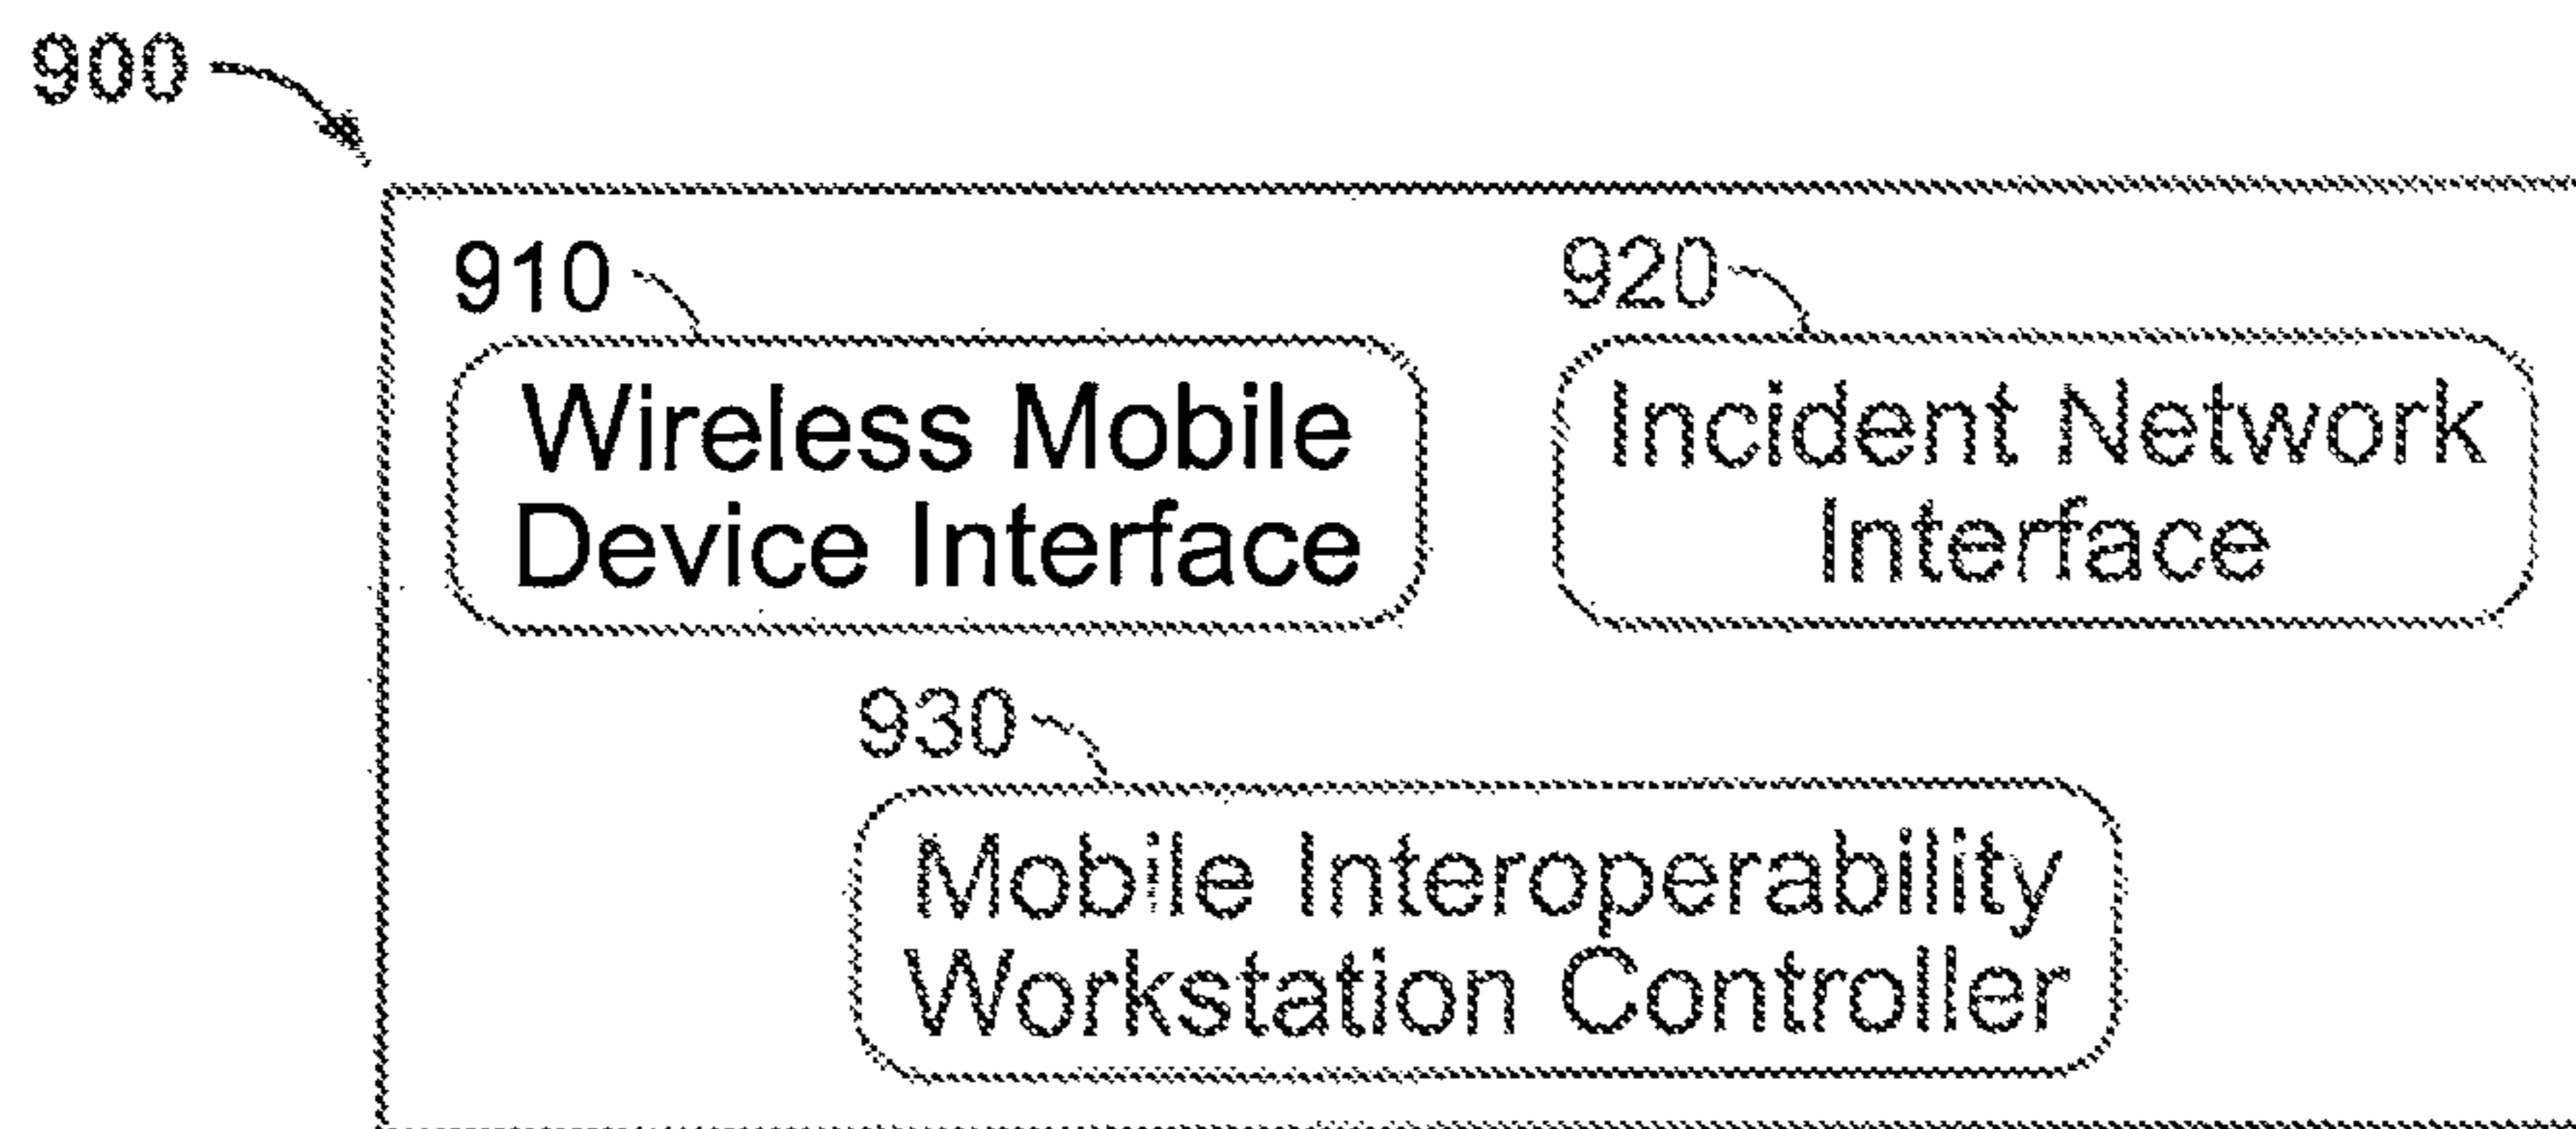 900
910
920
Wireless Mobile
Device Interface
Incident Network
Interface
930
Mobile Interoperability
Workstation Controller